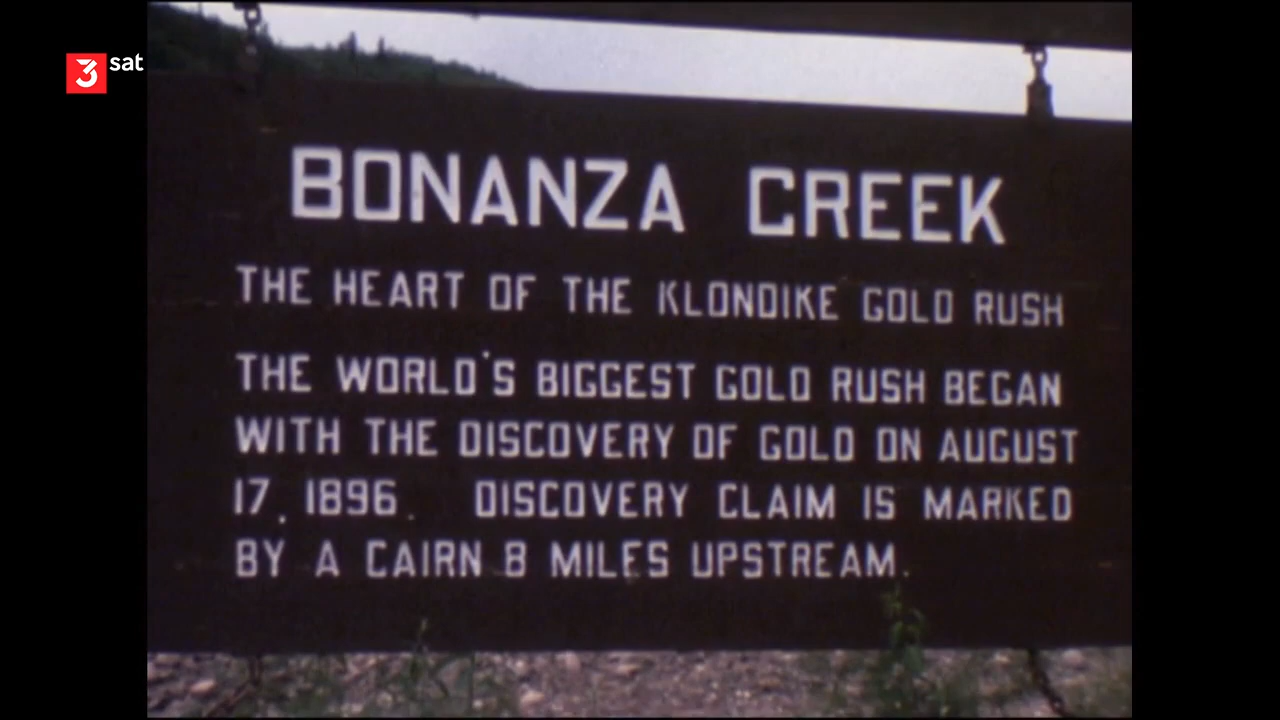 3sat
BONANZA CREEK
THE HEART OF THE KLONDIKE GOLD RUSH
THE WORLD'S BIGGEST GOLD RUSH BEGAN
WITH THE DISCOVERY OF GOLD ON AUGUST
17, 1896. DISCOVERY CLAIM IS MARKED
BY A CAIRN 8 MILES UPSTREAM.